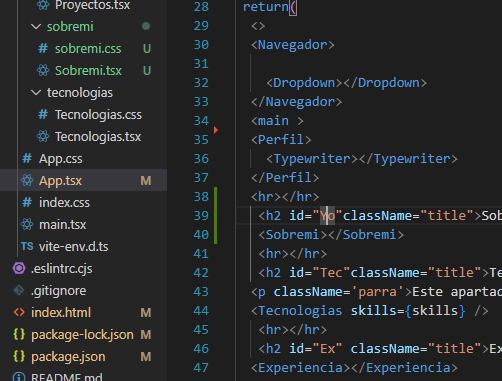 Proyectos.tsx
sobremi
# sobremi.css U
Sobremi.tsx U
tecnologias
# Tecnologias.css
Tecnologias.tsx
# App.css
App.tsx M
# index.css
main.tsx
TS vite-env.d.ts
.eslintrc.cjs
.gitignore
<> index.html M
{} package-lock.json M
{} package.json M
README.md
28 return(
29 <>
30 <Navegador>
31
32 <Dropdown></Dropdown>
33 </Navegador>
34 <main >
35 <Perfil>
36 <Typewriter></Typewriter>
37 </Perfil>
38 <hr></hr>
39 <h2 id="Yo"className="title">Sob
40 <Sobremi></Sobremi>
41 <hr></hr>
42 <h2 id="Tec"className="title">Te
43 <p className='parra'>Este apartad
44 <Tecnologias skills={skills} />
45 <hr></hr>
46 <h2 id="Ex" className="title">Ex
47 <Experiencia></Experiencia>